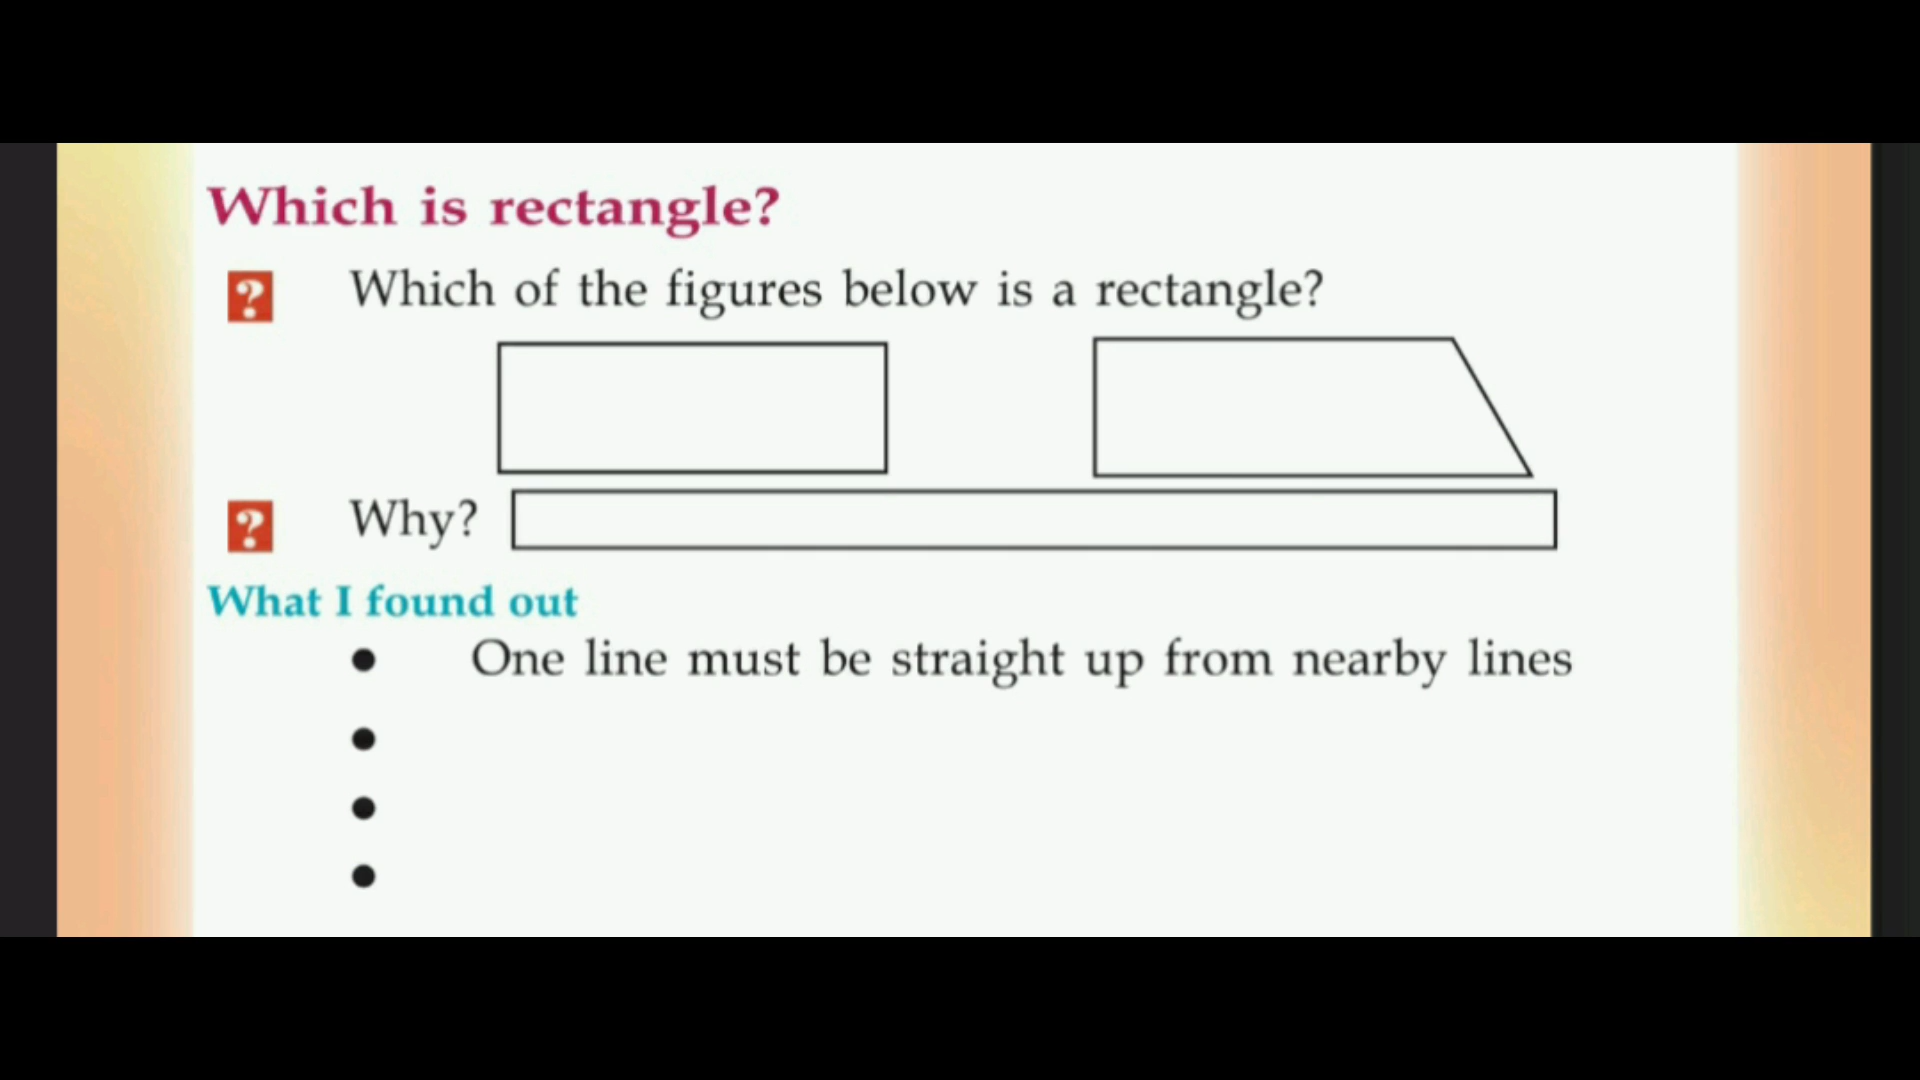 Which is rectangle?
? Which of the figures below is a rectangle?
? Why?
What I found out
• One line must be straight up from nearby lines
•
•
•